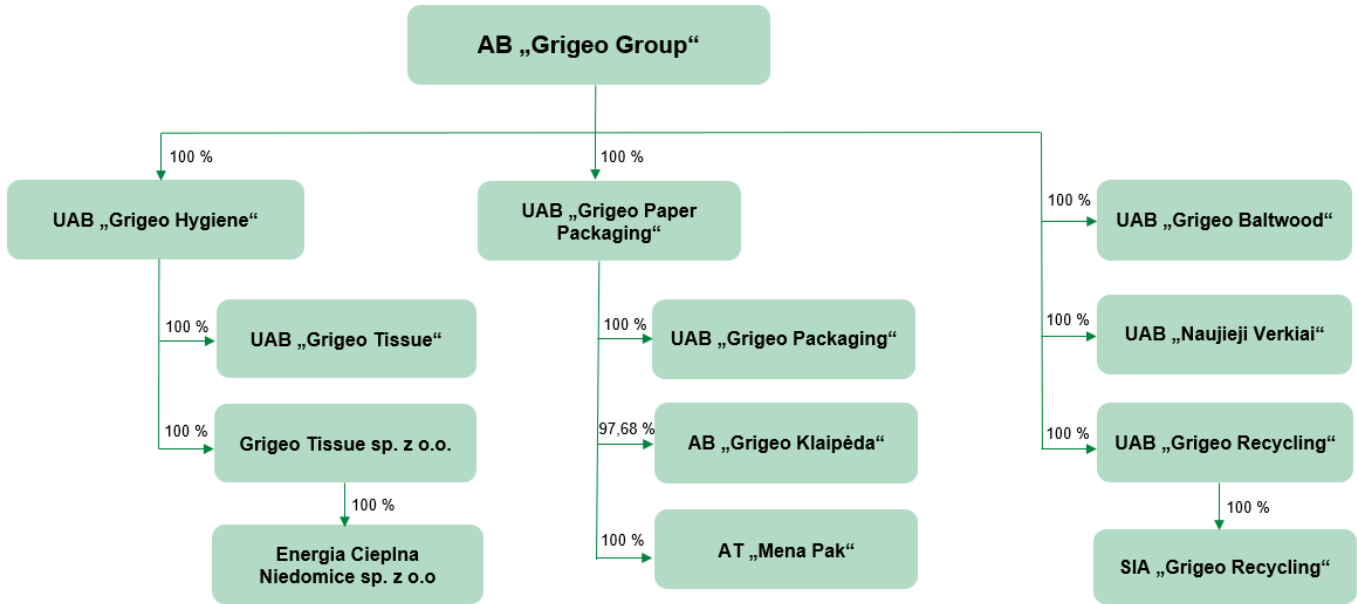 AB „Grigeo Group“
100 %
100 %
UAB „Grigeo Hygiene“
UAB „Grigeo Paper
Packaging“
100 %
UAB „Grigeo Baltwood“
100 %
UAB „Grigeo Tissue“
100 %
UAB „Grigeo Packaging“
100 %
UAB „Naujieji Verkiai“
100 %
Grigeo Tissue sp. z o.o.
97,68 %
AB „Grigeo Klaipėda“
100 %
UAB „Grigeo Recycling“
100 %
Energia Cieplna
Niedomice sp. z o.o
100 %
AT „Mena Pak“
100 %
SIA „Grigeo Recycling“